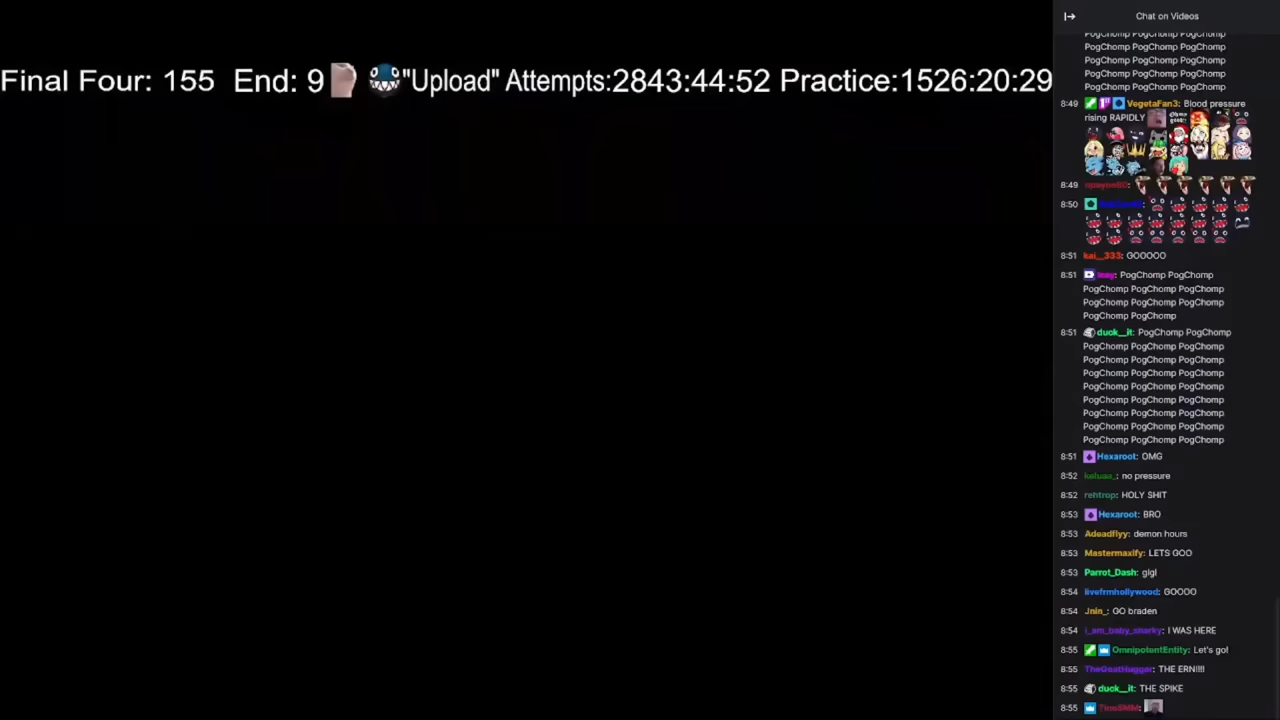 Chat on Videos
PogChomp PogChomp PogChomp
PogChomp PogChomp PogChomp
PogChomp PogChomp PogChomp
PogChomp PogChomp PogChomp
PogChomp PogChomp PogChomp
Final Four: 155 End: 9 "Upload" Attempts:2843:44:52 Practice:1526:20:29
8:49 VegetaFan3: Blood pressure
rising RAPIDLY
8:49
8:50
8:51 kai__333: GOOOOO
8:51 PogChomp PogChomp
PogChomp PogChomp PogChomp
PogChomp PogChomp PogChomp
PogChomp PogChomp
8:51 duck__it: PogChomp PogChomp
PogChomp PogChomp PogChomp
PogChomp PogChomp PogChomp
PogChomp PogChomp PogChomp
PogChomp PogChomp PogChomp
PogChomp PogChomp PogChomp
PogChomp PogChomp PogChomp
PogChomp PogChomp PogChomp
PogChomp PogChomp PogChomp
8:51 Hexaroot: OMG
8:52 no pressure
8:52 rehtrop: HOLY SHIT
8:53 Hexaroot: BRO
8:53 Adeadflyy: demon hours
8:53 Mastermaxify: LETS GOO
8:53 Parrot_Dash: glgl
8:54 livefrmhollywood: GOOOO
8:54 Jnin_: GO braden
8:54 i_am_baby_snarky: I WAS HERE
8:55 OmnipotentEntity: Let's go!
8:55 TheGoatHugger: THE ERN!!!!
8:55 duck__it: THE SPIKE
8:55 TimeSMM: